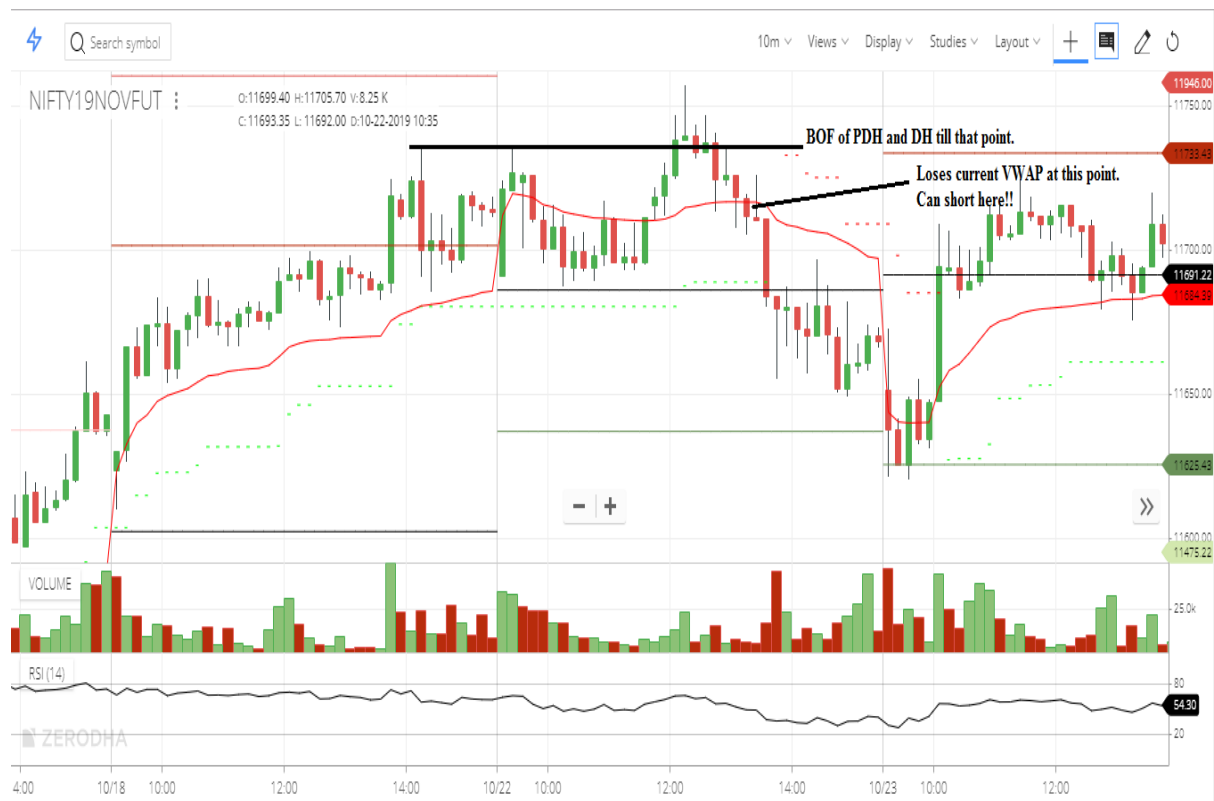 Search symbol
10m Views Display Studies Layout
NIFTY19NOVFUT
O:11699.40 H:11705.70 V:8.25 K
C:11693.35 L: 11692.00 D:10-22-2019 10:35
11946.00
11750.00
BOF of PDH and DH till that point.
11733.43
Loses current VWAP at this point.
Can short here!!
11700.00
11691.22
11684.39
11650.00
11625.43
11600.00
11475.22
VOLUME
25.0k
RSI (14)
80
54.30
20
ZERODHA
4:00 10/18 10:00 12:00 14:00 10/22 10:00 12:00 14:00 10/23 10:00 12:00